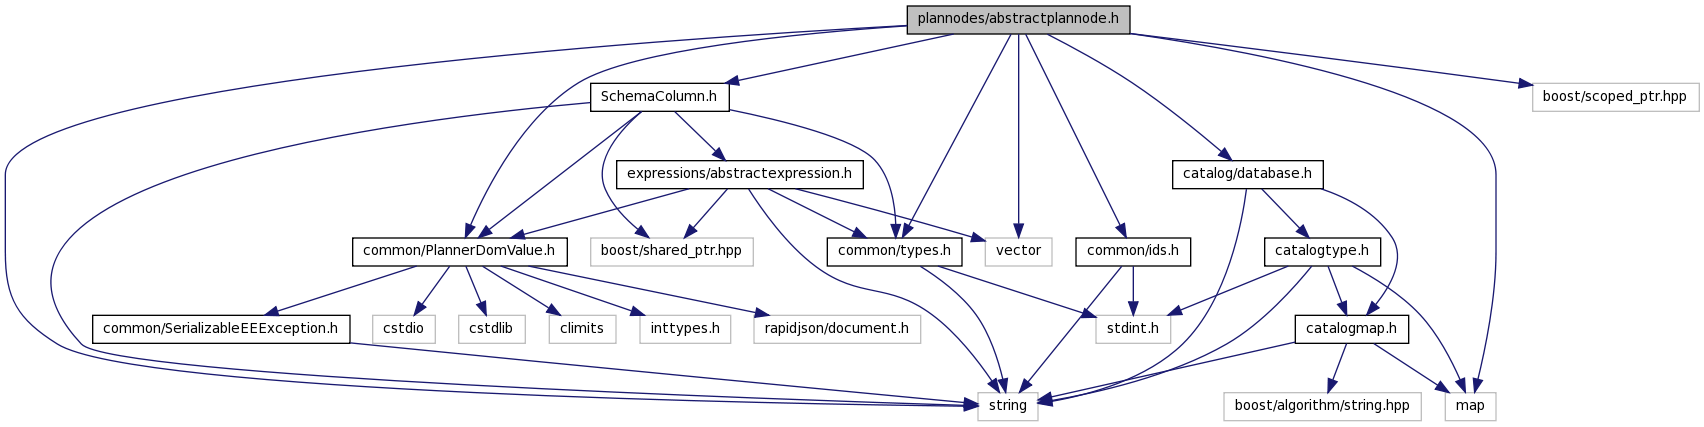 plannodes/abstractplannode.h
SchemaColumn.h
boost/scoped_ptr.hpp
expressions/abstractexpression.h
catalog/database.h
common/PlannerDomValue.h
boost/shared_ptr.hpp
common/types.h
vector
common/ids.h
catalogtype.h
common/SerializableEEException.h
cstdio
cstdlib
climits
inttypes.h
rapidjson/document.h
stdint.h
catalogmap.h
string
boost/algorithm/string.hpp
map